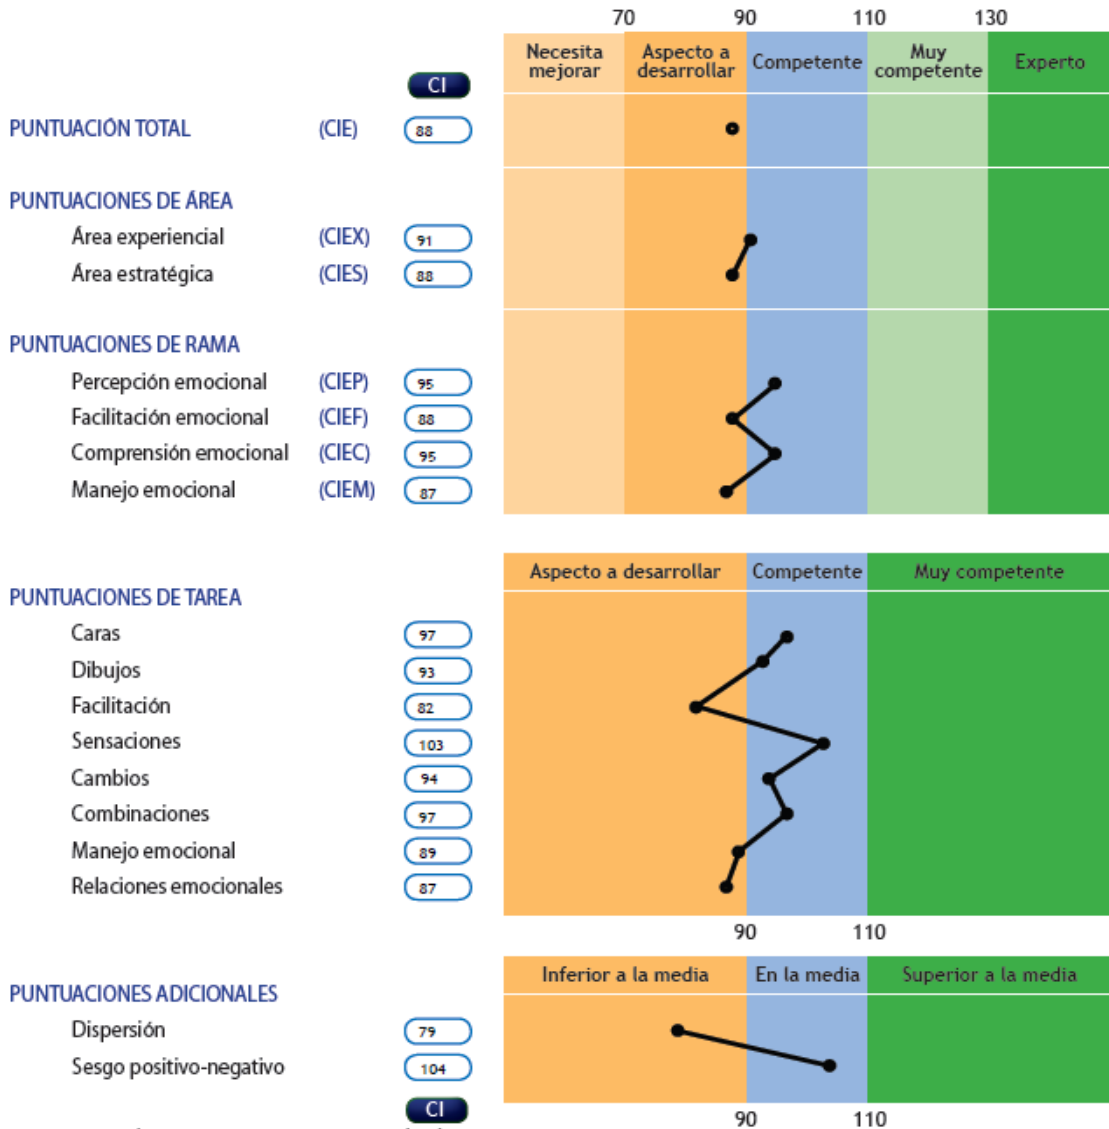 70 90 110 130
Necesita mejorar Aspecto a desarrollar Competente Muy competente Experto
CI
PUNTUACIÓN TOTAL (CIE) 88
PUNTUACIONES DE ÁREA
Área experiencial (CIEX) 91
Área estratégica (CIES) 88
PUNTUACIONES DE RAMA
Percepción emocional (CIEP) 95
Facilitación emocional (CIEF) 88
Comprensión emocional (CIEC) 95
Manejo emocional (CIEM) 87
Aspecto a desarrollar Competente Muy competente
PUNTUACIONES DE TAREA
Caras 97
Dibujos 93
Facilitación 82
Sensaciones 103
Cambios 94
Combinaciones 97
Manejo emocional 89
Relaciones emocionales 87
90 110
Inferior a la media En la media Superior a la media
PUNTUACIONES ADICIONALES
Dispersión 79
Sesgo positivo-negativo 104
CI
90 110